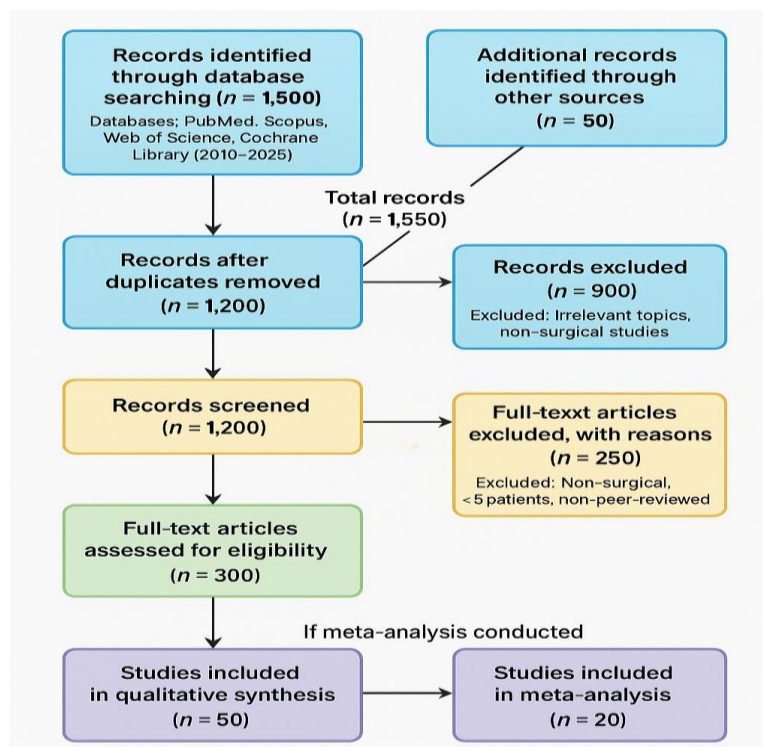 Records identified
through database
searching (n = 1,500)
Databases; PubMed. Scopus,
Web of Science, Cochrane
Library (2010–2025)
Additional records
identified through
other sources
(n = 50)
Total records
(n = 1,550)
Records after
duplicates removed
(n = 1,200)
Records excluded
(n = 900)
Excluded: Irrelevant topics,
non-surgical studies
Records screened
(n = 1,200)
Full-texxt articles
excluded, with reasons
(n = 250)
Excluded: Non-surgical,
<5 patients, non-peer-reviewed
Full-text articles
assessed for eligibility
(n = 300)
If meta-analysis conducted
Studies included
in qualitative synthesis
(n = 50)
Studies included
in meta-analysis
(n = 20)